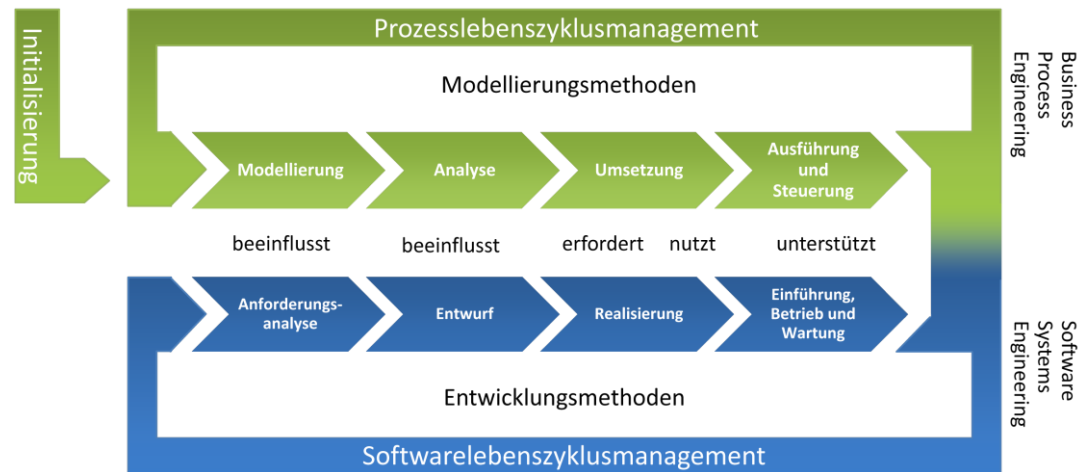 Prozesslebenszyklusmanagement
Initialisierung
Modellierungsmethoden
Business
Process
Engineering
Modellierung
Analyse
Umsetzung
Ausführung
und
Steuerung
beeinflusst
beeinflusst
erfordert
nutzt
unterstützt
Anforderungs-
analyse
Entwurf
Realisierung
Einführung,
Betrieb und
Wartung
Software
Systems
Engineering
Entwicklungsmethoden
Softwarelebenszyklusmanagement